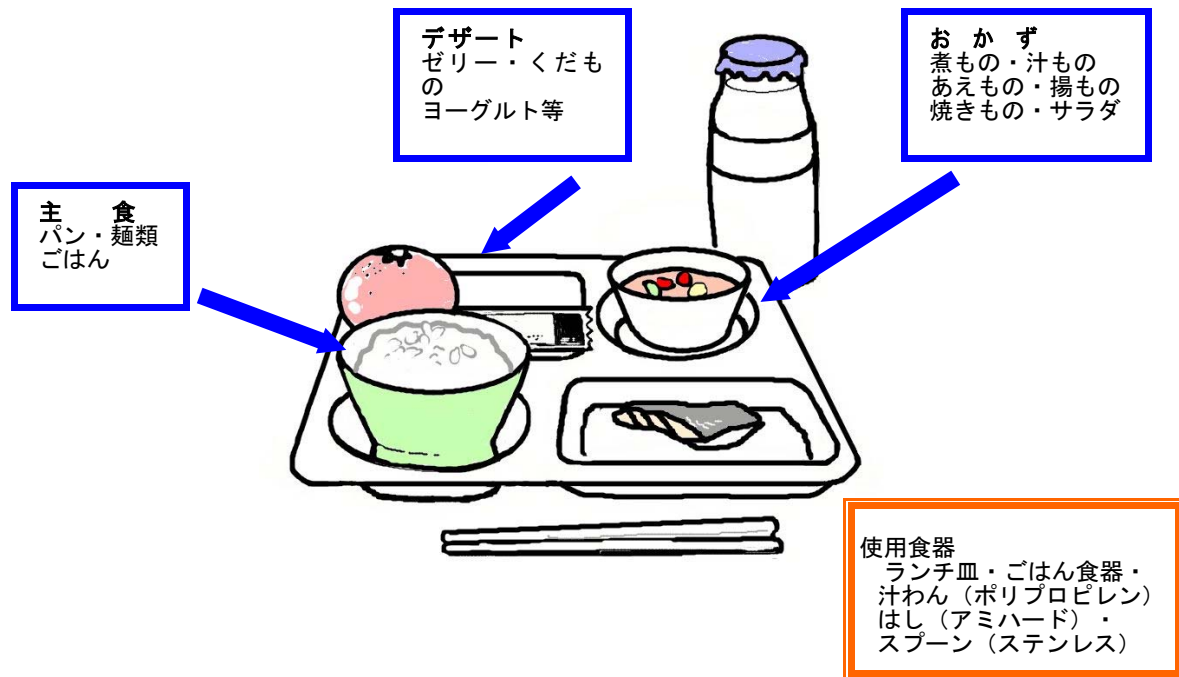 デザート
ゼリー・くだも
の
ヨーグルト等
おかず
煮もの・汁もの
あえもの・揚もの
焼きもの・サラダ
主食
パン・麺類
ごはん
使用食器
ランチ皿・ごはん食器・
汁わん（ポリプロピレン）
はし（アミハード）・
スプーン（ステンレス）